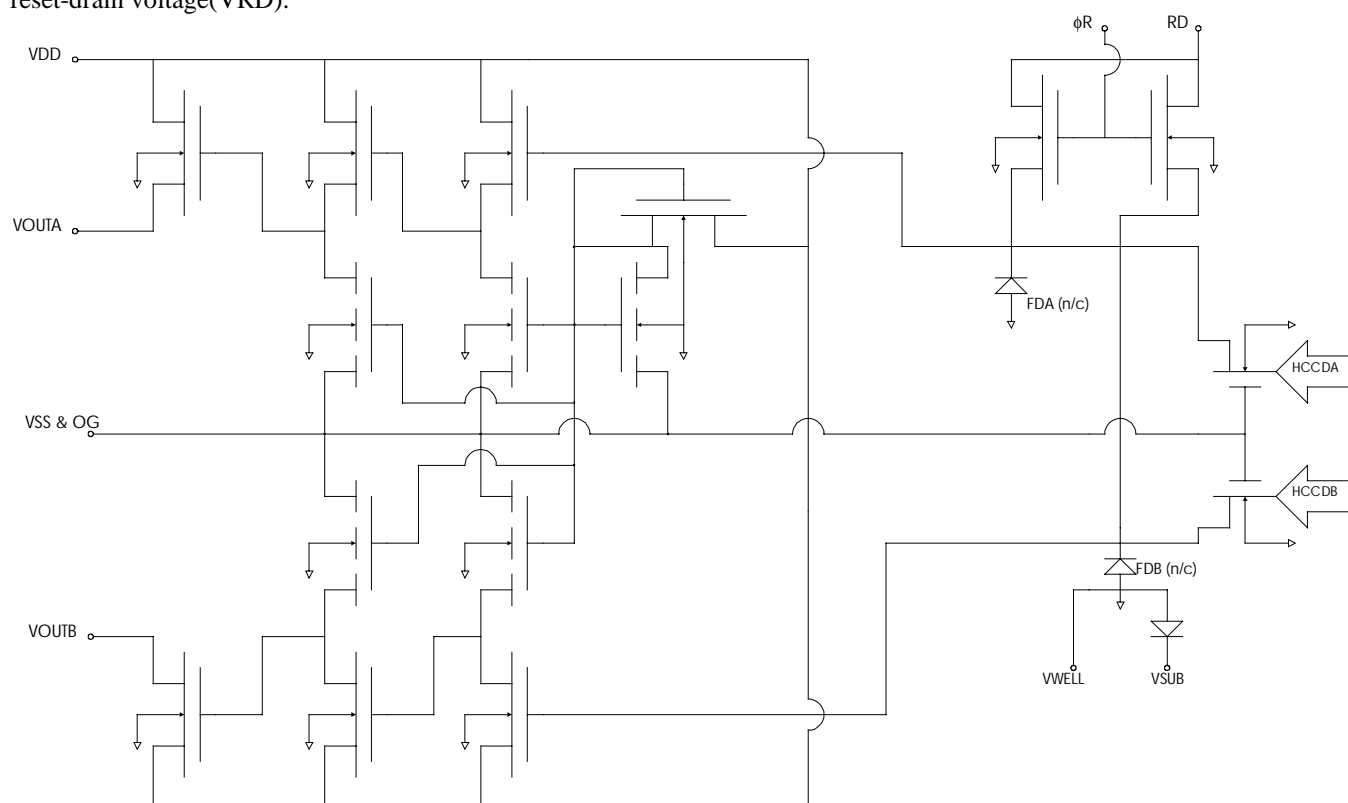 reset-drain voltage(VRD).
φR
RD
VDD
VOUTA
FDA (n/c)
HCCDA
VSS & OG
HCCDB
FDB (n/c)
VOUTB
VWELL
VSUB